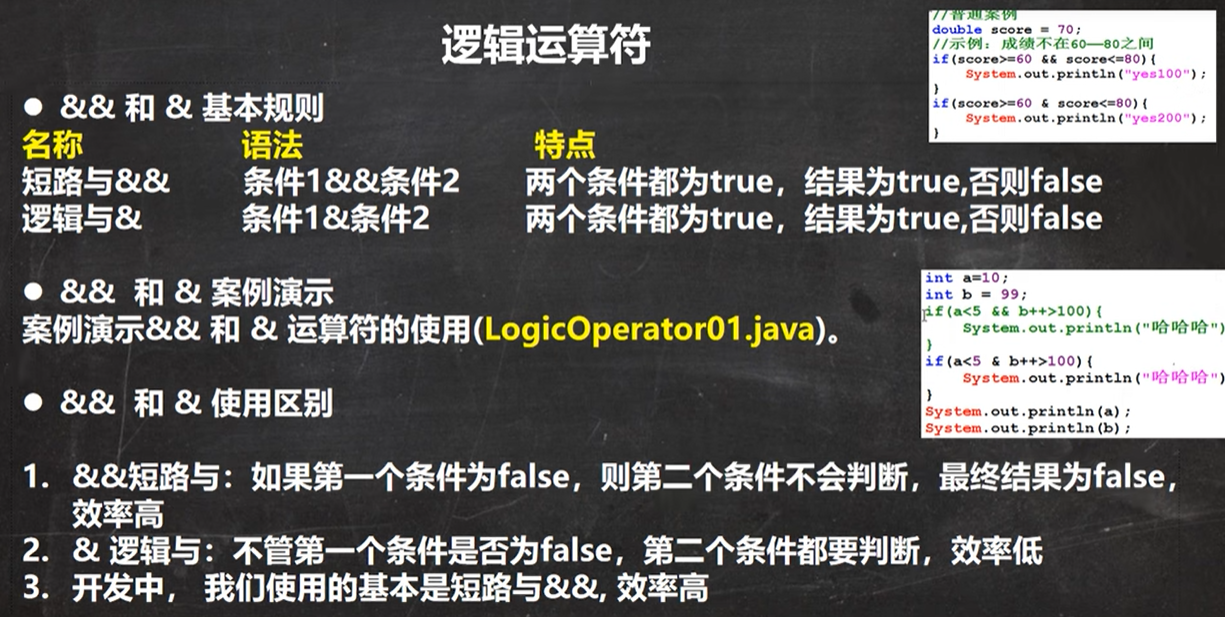 逻辑运算符
//普通案例
double score = 70;
//示例：成绩不在60——80之间
if(score>=60 && score<=80){
System.out.println("yes100");
}
if(score>=60 & score<=80){
System.out.println("yes200");
}
● && 和 & 基本规则
名称 语法 特点
短路与&& 条件1&&条件2 两个条件都为true，结果为true,否则false
逻辑与& 条件1&条件2 两个条件都为true，结果为true,否则false
● && 和 & 案例演示
案例演示&& 和 & 运算符的使用(LogicOperator01.java)。
int a=10;
int b = 99;
if(a<5 && b++>100){
System.out.println("哈哈哈")
}
if(a<5 & b++>100){
System.out.println("哈哈哈")
}
System.out.println(a);
System.out.println(b);
● && 和 & 使用区别
1. &&短路与：如果第一个条件为false，则第二个条件不会判断，最终结果为false，
效率高
2. & 逻辑与：不管第一个条件是否为false，第二个条件都要判断，效率低
3. 开发中， 我们使用的基本是短路与&&, 效率高